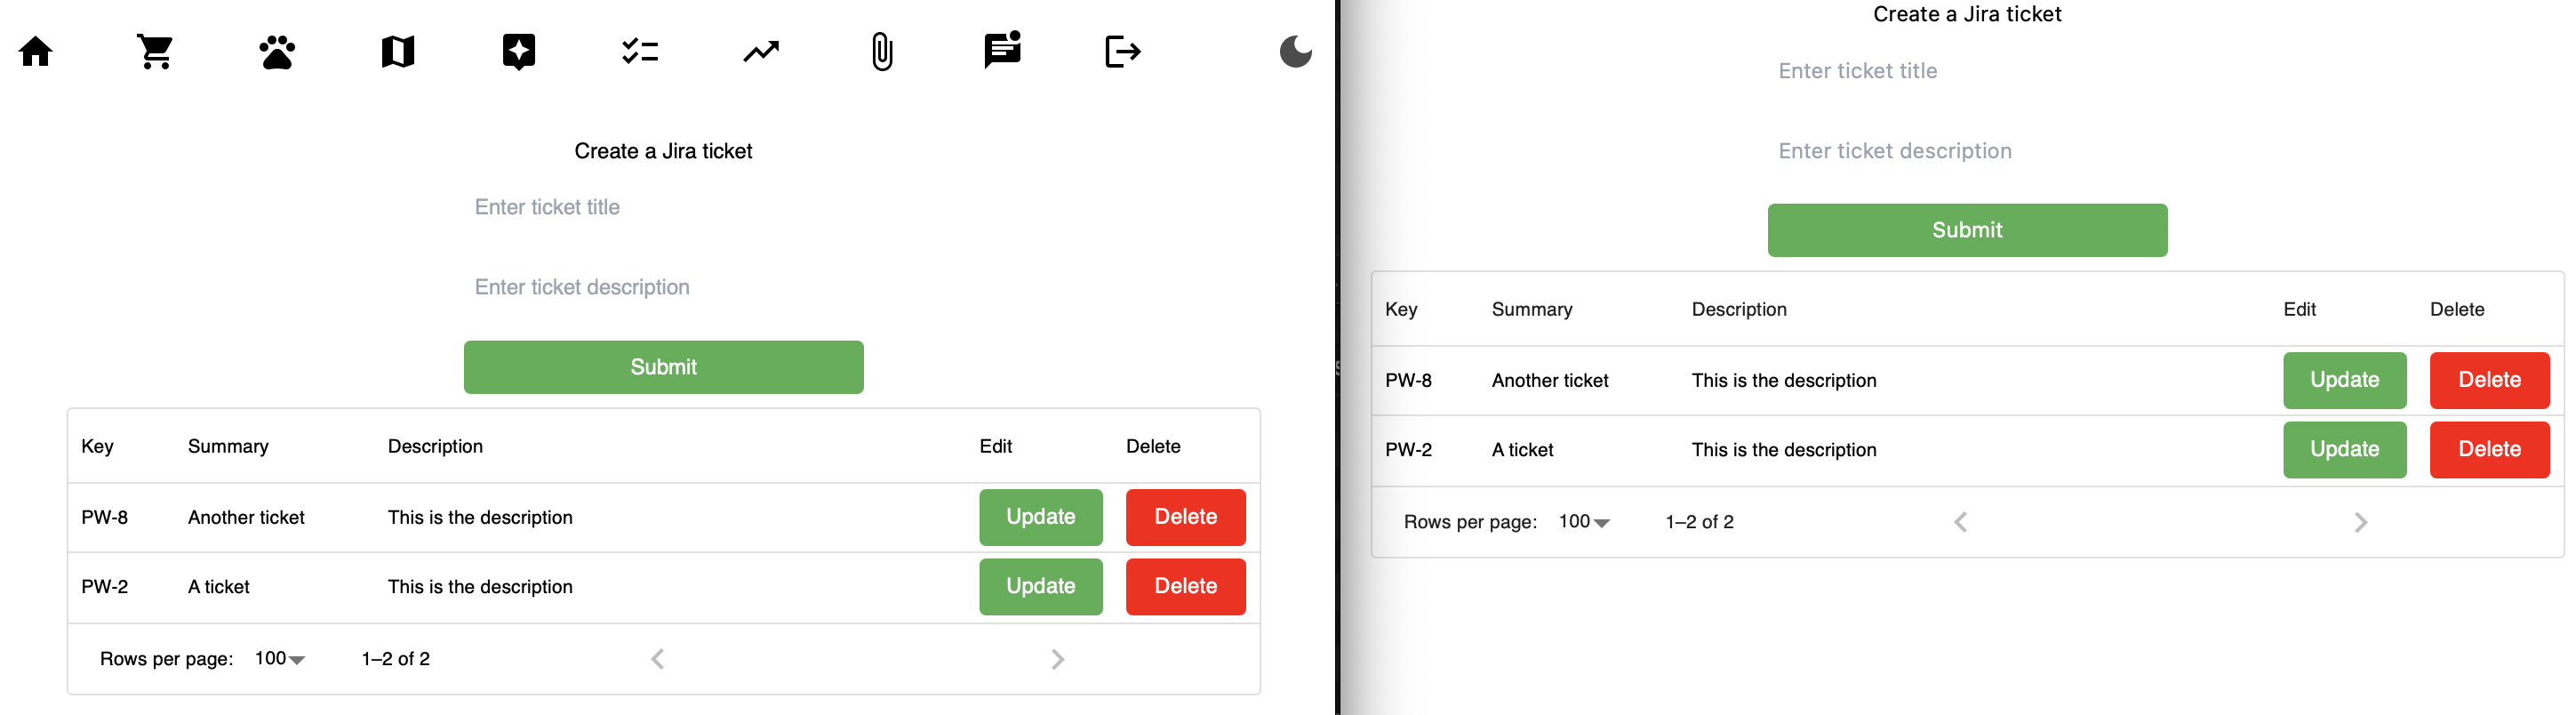 Create a Jira ticket
Enter ticket title
Enter ticket description
Submit
Key Summary Description Edit Delete
PW-8 Another ticket This is the description Update Delete
PW-2 A ticket This is the description Update Delete
Rows per page: 100 1–2 of 2
Create a Jira ticket
Enter ticket title
Enter ticket description
Submit
Key Summary Description Edit Delete
PW-8 Another ticket This is the description Update Delete
PW-2 A ticket This is the description Update Delete
Rows per page: 100 1–2 of 2